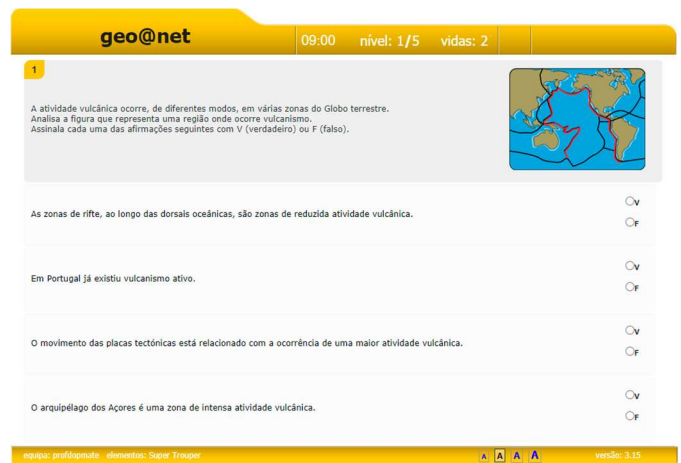 geo@net
09:00 nível: 1/5 vidas: 2
1
A atividade vulcânica ocorre, de diferentes modos, em várias zonas do Globo terrestre.
Analisa a figura que representa uma região onde ocorre vulcanismo.
Assinala cada uma das afirmações seguintes com V (verdadeiro) ou F (falso).
As zonas de rifte, ao longo das dorsais oceânicas, são zonas de reduzida atividade vulcânica.
V
F
Em Portugal já existiu vulcanismo ativo.
V
F
O movimento das placas tectónicas está relacionado com a ocorrência de uma maior atividade vulcânica.
V
F
O arquipélago dos Açores é uma zona de intensa atividade vulcânica.
V
F
equipa: profdopmate elementos: Super Trouper A A A A versão: 3.15